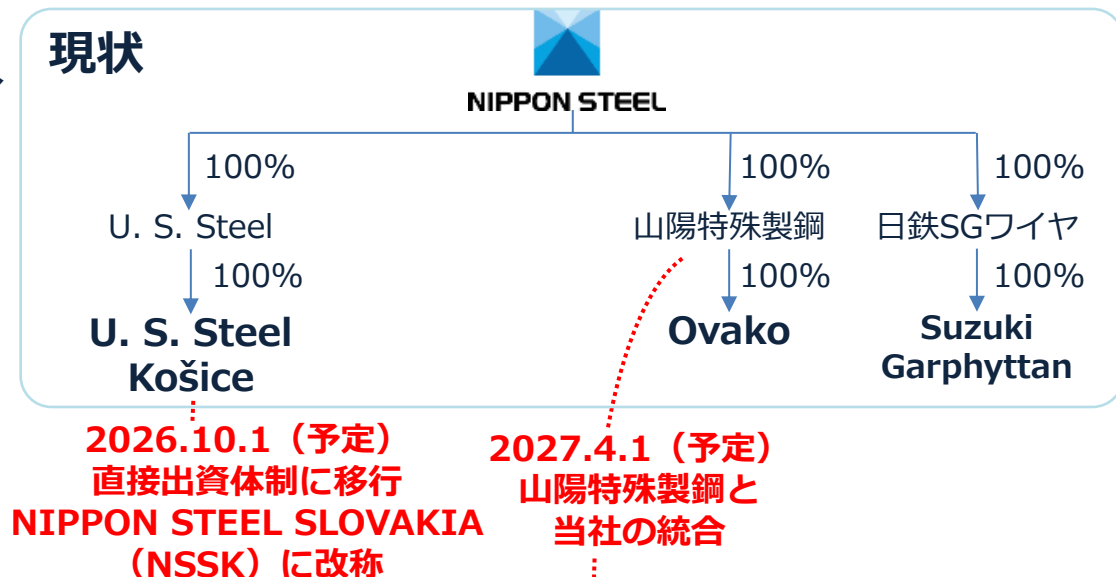 現状
NIPPON STEEL
100% 100% 100%
U. S. Steel 山陽特殊製鋼 日鉄SGワイヤ
100% 100% 100%
U. S. Steel
Košice
Ovako
Suzuki
Garphyttan
2026.10.1（予定）
直接出資体制に移行
NIPPON STEEL SLOVAKIA
（NSSK）に改称
2027.4.1（予定）
山陽特殊製鋼と
当社の統合